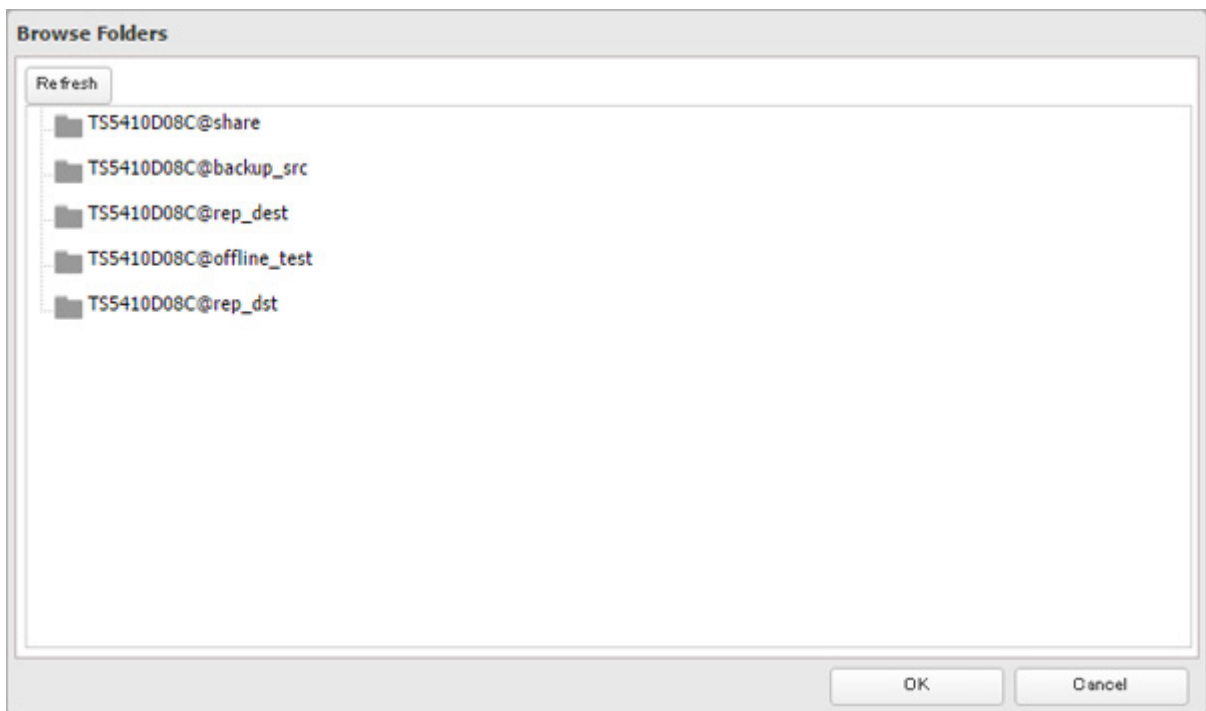 Browse Folders
Refresh
TS5410D08C@share
TS5410D08C@backup_src
TS5410D08C@rep_dest
TS5410D08C@offline_test
TS5410D08C@rep_dst
OK
Cancel